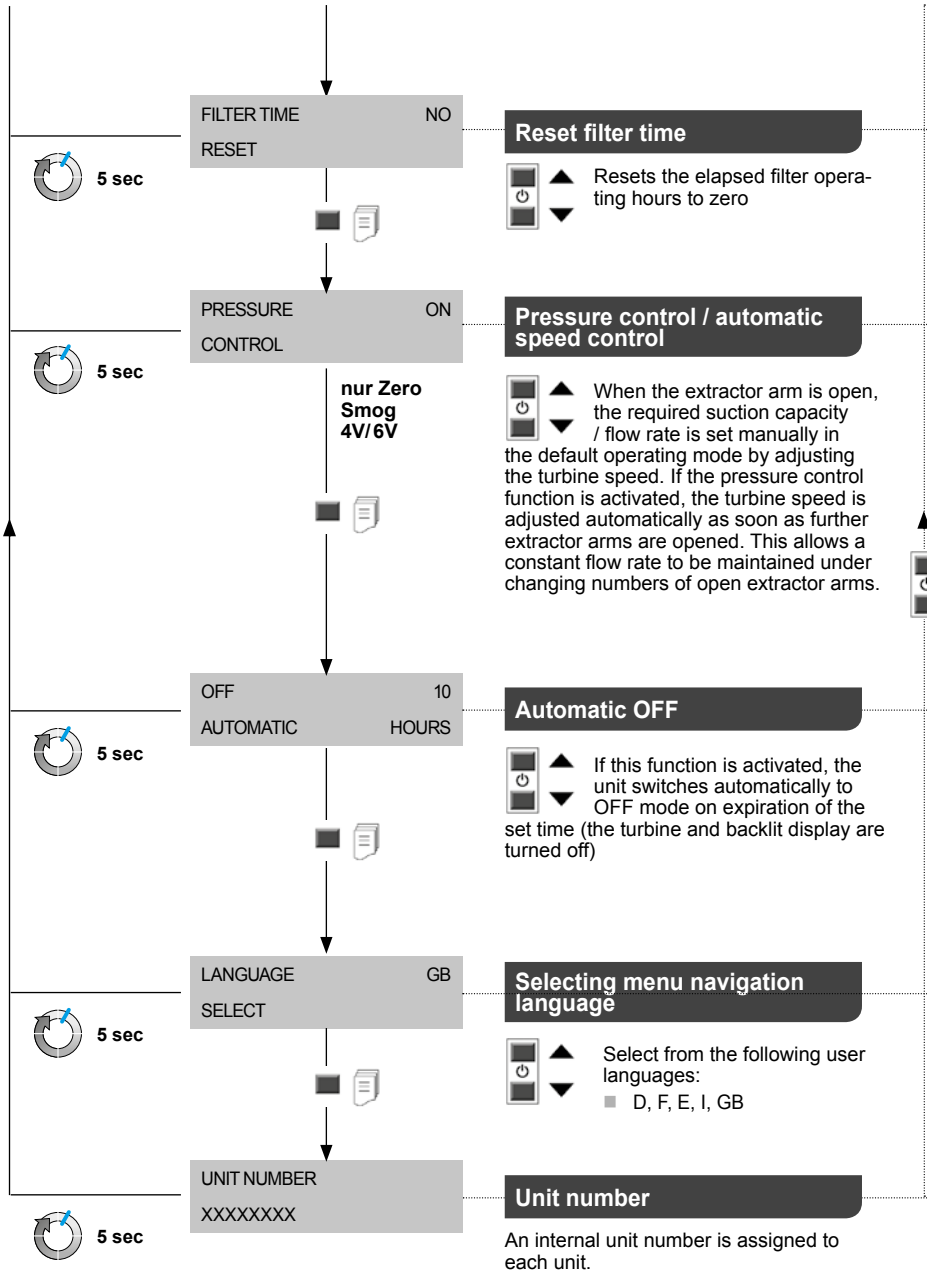 FILTER TIME NO
RESET
5 sec
Reset filter time
Resets the elapsed filter opera-
ting hours to zero
PRESSURE ON
CONTROL
5 sec
nur Zero
Smog
4V/6V
Pressure control / automatic
speed control
When the extractor arm is open,
the required suction capacity
/ flow rate is set manually in
the default operating mode by adjusting
the turbine speed. If the pressure control
function is activated, the turbine speed is
adjusted automatically as soon as further
extractor arms are opened. This allows a
constant flow rate to be maintained under
changing numbers of open extractor arms.
OFF 10
AUTOMATIC HOURS
5 sec
Automatic OFF
If this function is activated, the
unit switches automatically to
OFF mode on expiration of the
set time (the turbine and backlit display are
turned off)
LANGUAGE GB
SELECT
5 sec
Selecting menu navigation
language
Select from the following user
languages:
D, F, E, I, GB
UNIT NUMBER
XXXXXXXX
5 sec
Unit number
An internal unit number is assigned to
each unit.